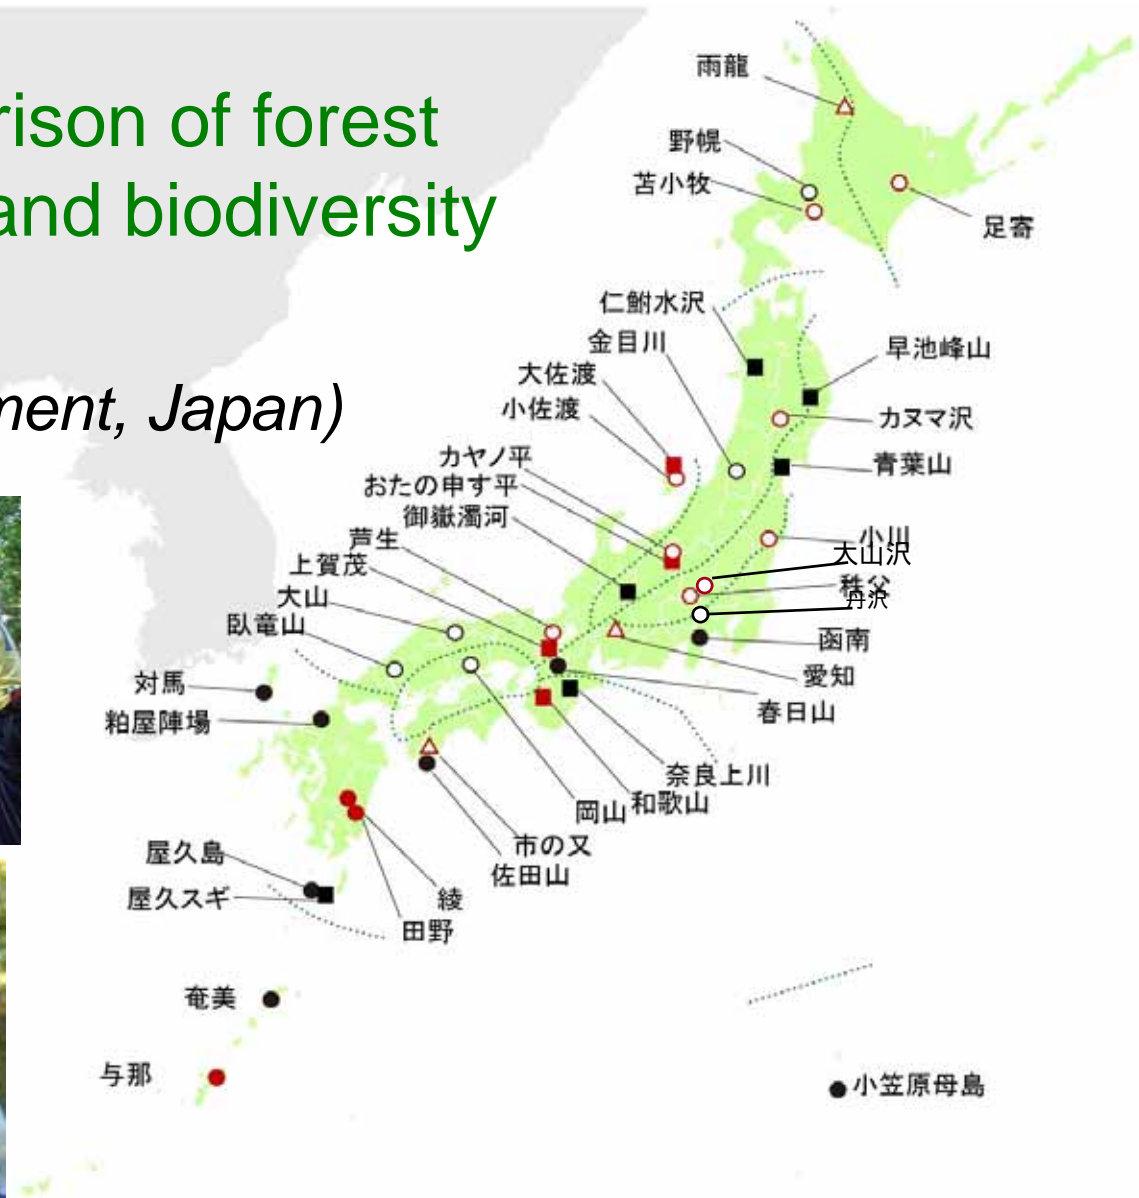 rison of forest
and biodiversity
ment, Japan)
雨龍
野幌
苫小牧
足寄
仁鮒水沢
金目川
早池峰山
大佐渡
小佐渡
カヌマ沢
カヤノ平
青葉山
おたの申す平
御嶽濁河
芦生
小川
大山沢
上賀茂
秩父
大山
丹沢
臥竜山
函南
愛知
対馬
春日山
粕屋陣場
奈良上川
和歌山
岡山
市の又
佐田山
屋久島
屋久スギ
綾
田野
奄美
与那
小笠原母島